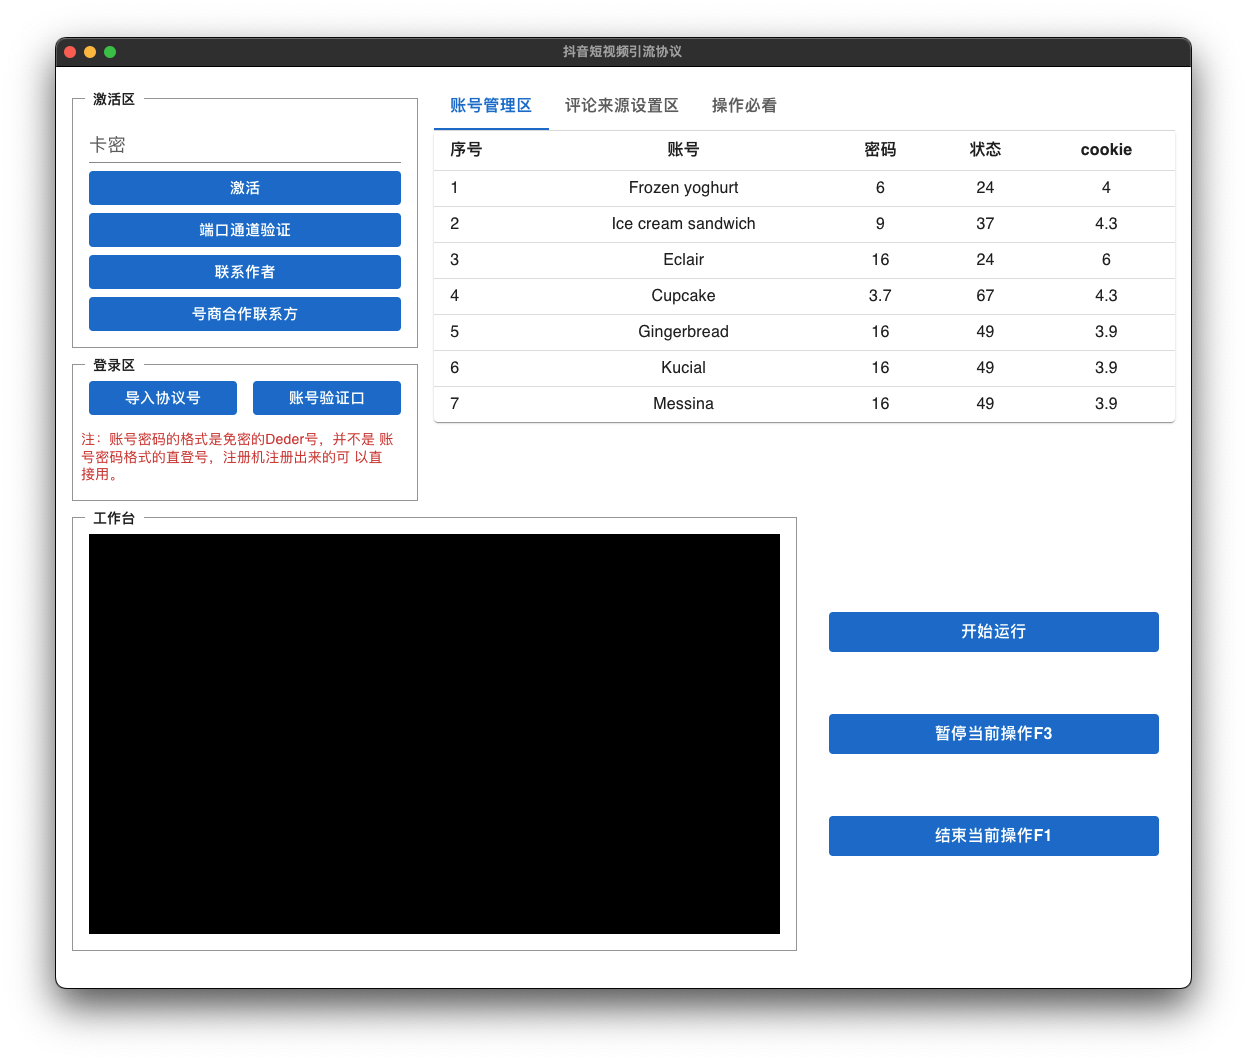 抖音短视频引流协议
激活区
卡密
激活
端口通道验证
联系作者
号商合作联系方
登录区
导入协议号
账号验证口
注：账号密码的格式是免密的Deder号，并不是 账
号密码格式的直登号，注册机注册出来的可 以直
接用。
账号管理区 评论来源设置区 操作必看
序号 账号 密码 状态 cookie
1 Frozen yoghurt 6 24 4
2 Ice cream sandwich 9 37 4.3
3 Eclair 16 24 6
4 Cupcake 3.7 67 4.3
5 Gingerbread 16 49 3.9
6 Kucial 16 49 3.9
7 Messina 16 49 3.9
工作台
开始运行
暂停当前操作F3
结束当前操作F1